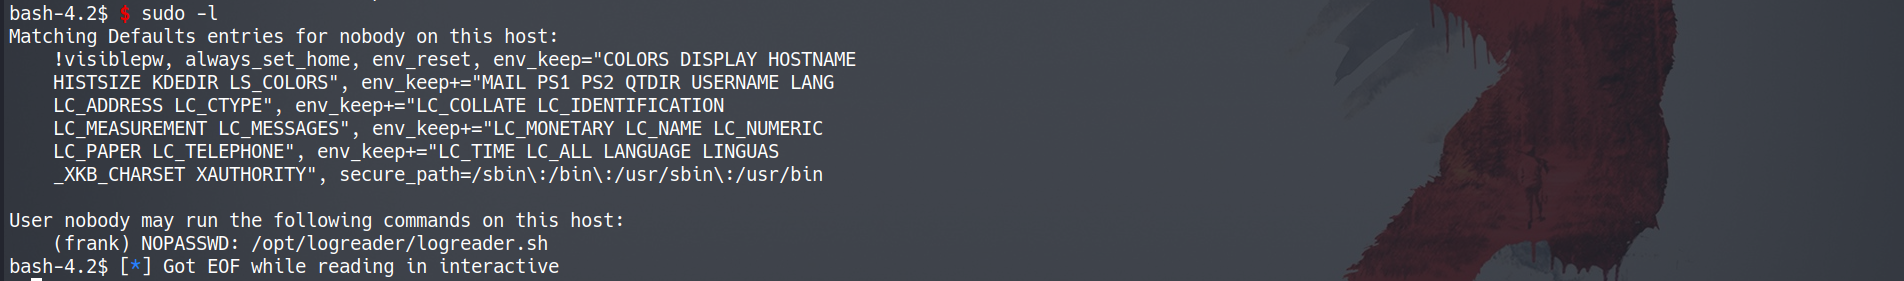 bash-4.2$ $ sudo -l
Matching Defaults entries for nobody on this host:
    !visiblepw, always_set_home, env_reset, env_keep="COLORS DISPLAY HOSTNAME
    HISTSIZE KDEDIR LS_COLORS", env_keep+="MAIL PS1 PS2 QTDIR USERNAME LANG
    LC_ADDRESS LC_CTYPE", env_keep+="LC_COLLATE LC_IDENTIFICATION
    LC_MEASUREMENT LC_MESSAGES", env_keep+="LC_MONETARY LC_NAME LC_NUMERIC
    LC_PAPER LC_TELEPHONE", env_keep+="LC_TIME LC_ALL LANGUAGE LINGUAS
    _XKB_CHARSET XAUTHORITY", secure_path=/sbin\:/bin\:/usr/sbin\:/usr/bin

User nobody may run the following commands on this host:
    (frank) NOPASSWD: /opt/logreader/logreader.sh
bash-4.2$ [*] Got EOF while reading in interactive